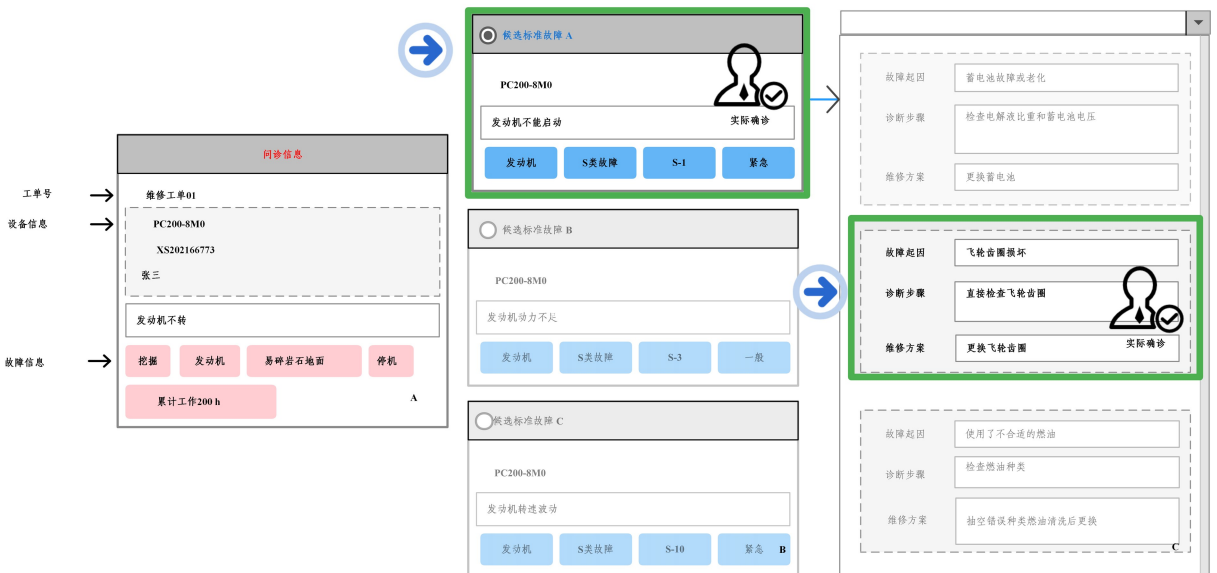 问诊信息
工单号
维修工单01
设备信息
PC200-8M0
XS202166773
张三
发动机不转
故障信息
挖掘
发动机
易碎岩石地面
停机
累计工作200 h
A
候选标准故障 A
PC200-8M0
发动机不能启动
实际确诊
发动机
S类故障
S-1
紧急
候选标准故障 B
PC200-8M0
发动机动力不足
发动机
S类故障
S-3
一般
候选标准故障 C
PC200-8M0
发动机转速波动
发动机
S类故障
S-10
紧急
B
故障起因
蓄电池故障或老化
诊断步骤
检查电解液比重和蓄电池电压
维修方案
更换蓄电池
故障起因
飞轮齿圈损坏
诊断步骤
直接检查飞轮齿圈
维修方案
更换飞轮齿圈
实际确诊
故障起因
使用了不合适的燃油
诊断步骤
检查燃油种类
维修方案
抽空错误种类燃油清洗后更换
C